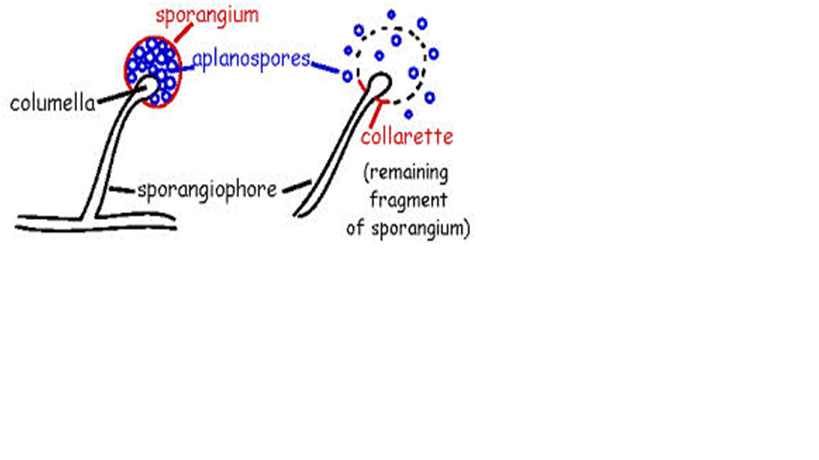 sporangium
aplanospores
columella
collarette
(remaining
fragment
of sporangium)
sporangiophore